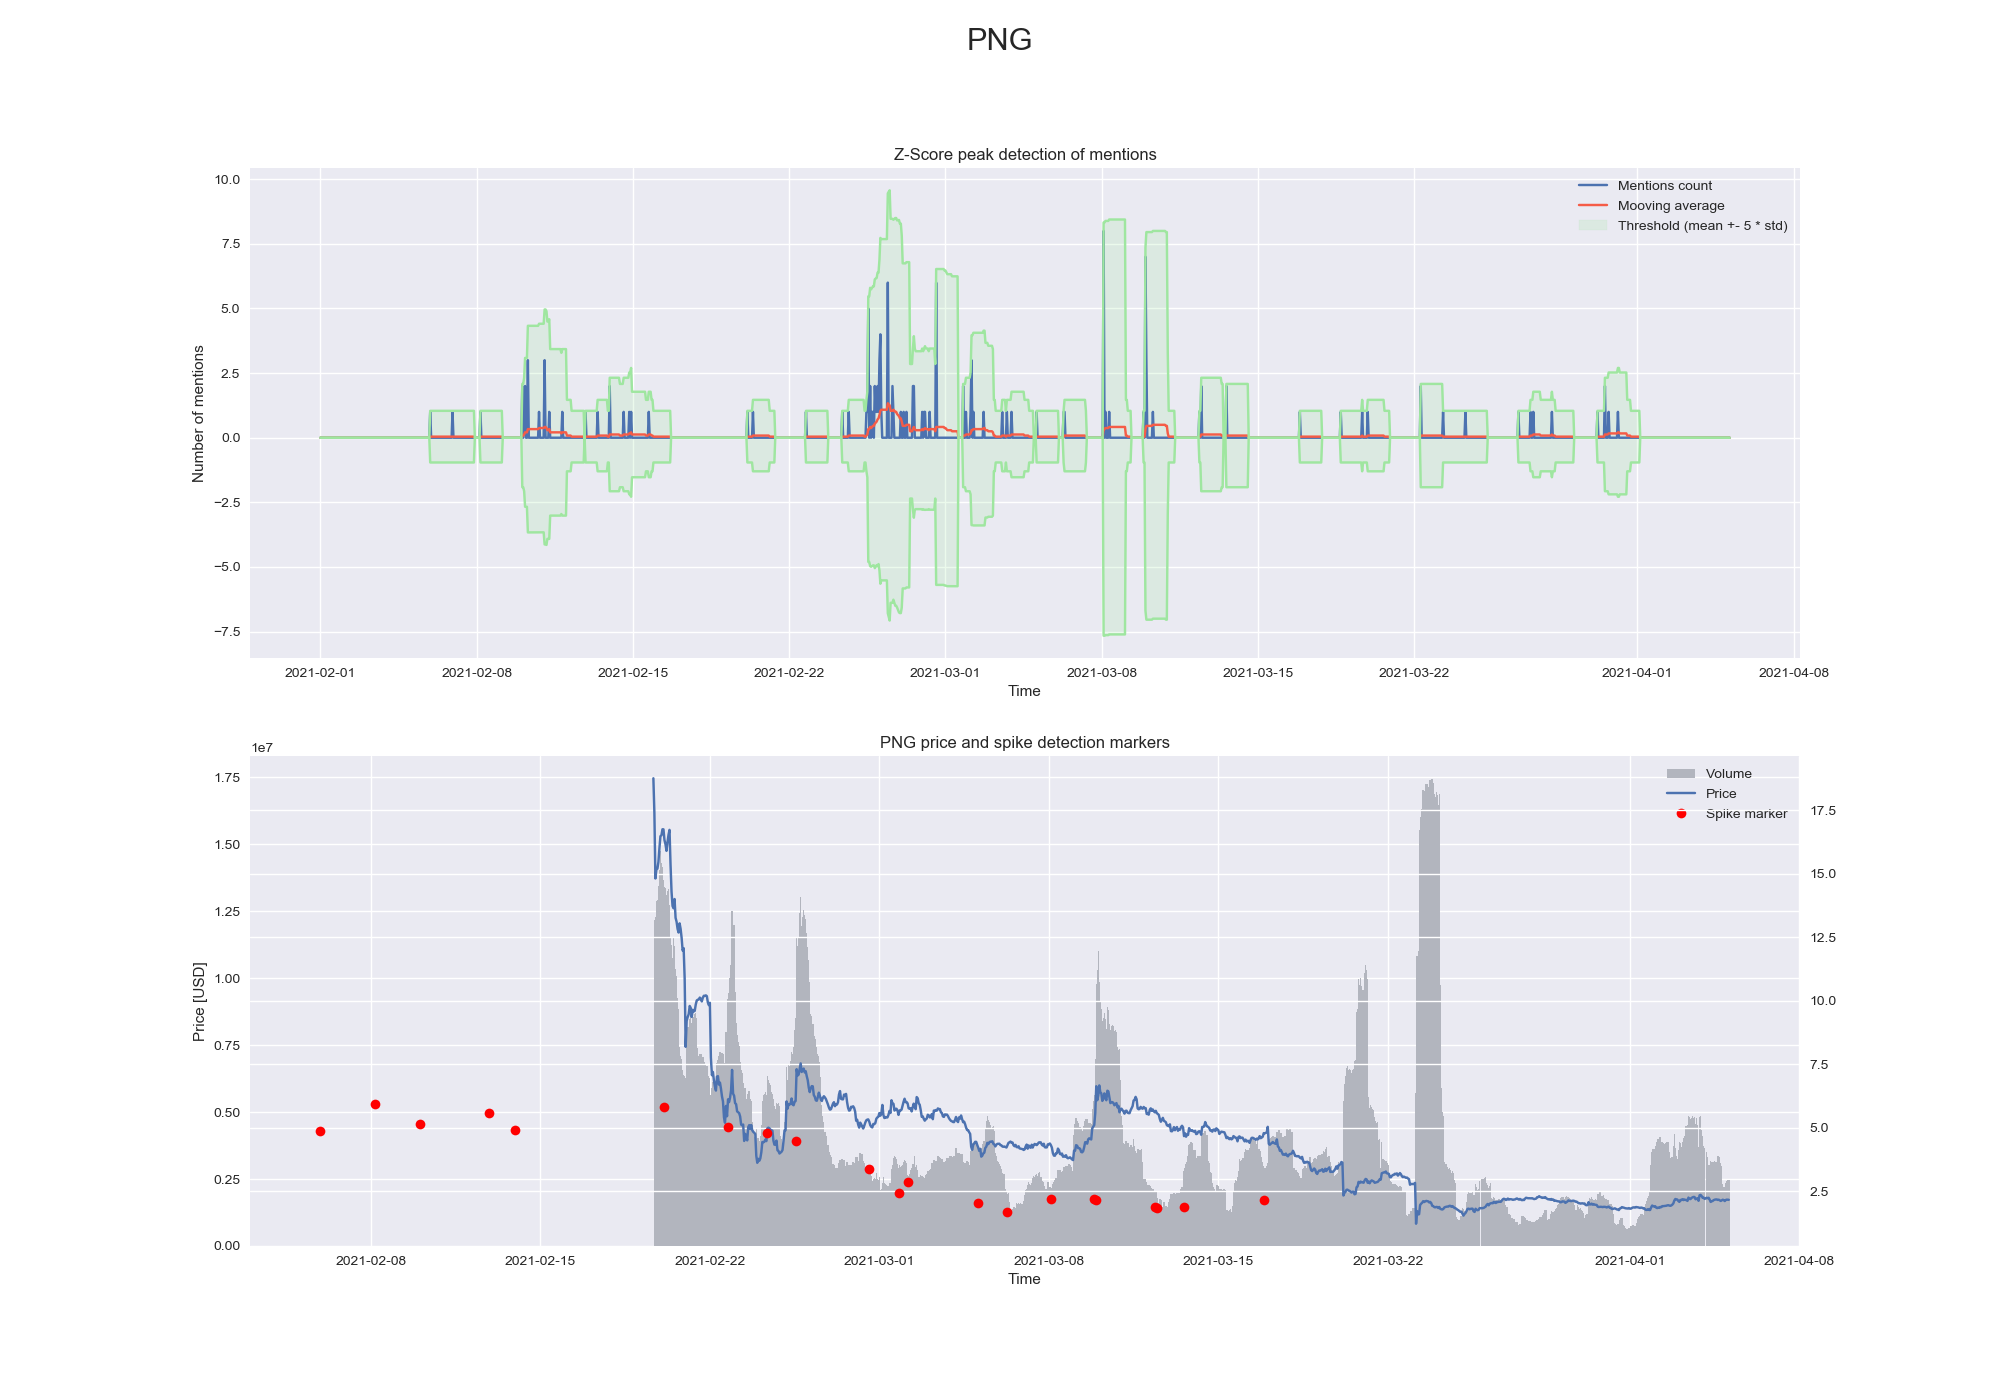 PNG
Z-Score peak detection of mentions
10.0
7.5
5.0
2.5
0.0
−2.5
−5.0
−7.5
Number of mentions
Mentions count
Mooving average
Threshold (mean +- 5 * std)
2021-02-01 2021-02-08 2021-02-15 2021-02-22 2021-03-01 2021-03-08 2021-03-15 2021-03-22 2021-04-01 2021-04-08
Time
PNG price and spike detection markers
1e7
1.75
1.50
1.25
1.00
0.75
0.50
0.25
0.00
Price [USD]
Volume
Price
Spike marker
17.5
15.0
12.5
10.0
7.5
5.0
2.5
2021-02-08 2021-02-15 2021-02-22 2021-03-01 2021-03-08 2021-03-15 2021-03-22 2021-04-01 2021-04-08
Time